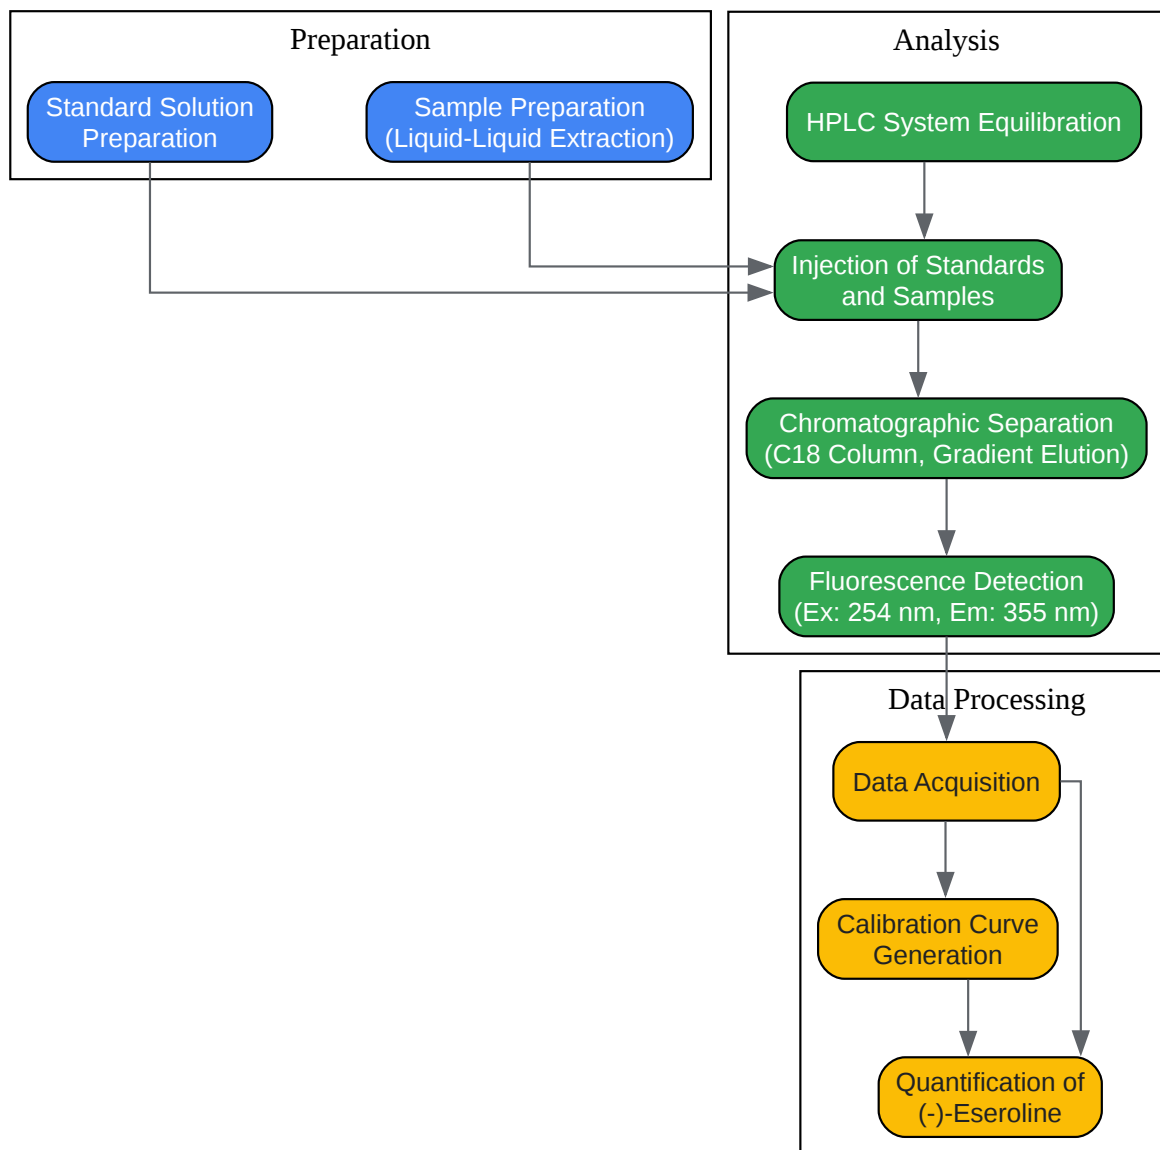 Preparation
Standard Solution
Preparation
Sample Preparation
(Liquid-Liquid Extraction)
Analysis
HPLC System Equilibration
Injection of Standards
and Samples
Chromatographic Separation
(C18 Column, Gradient Elution)
Fluorescence Detection
(Ex: 254 nm, Em: 355 nm)
Data Processing
Data Acquisition
Calibration Curve
Generation
Quantification of
(-)-Eseroline